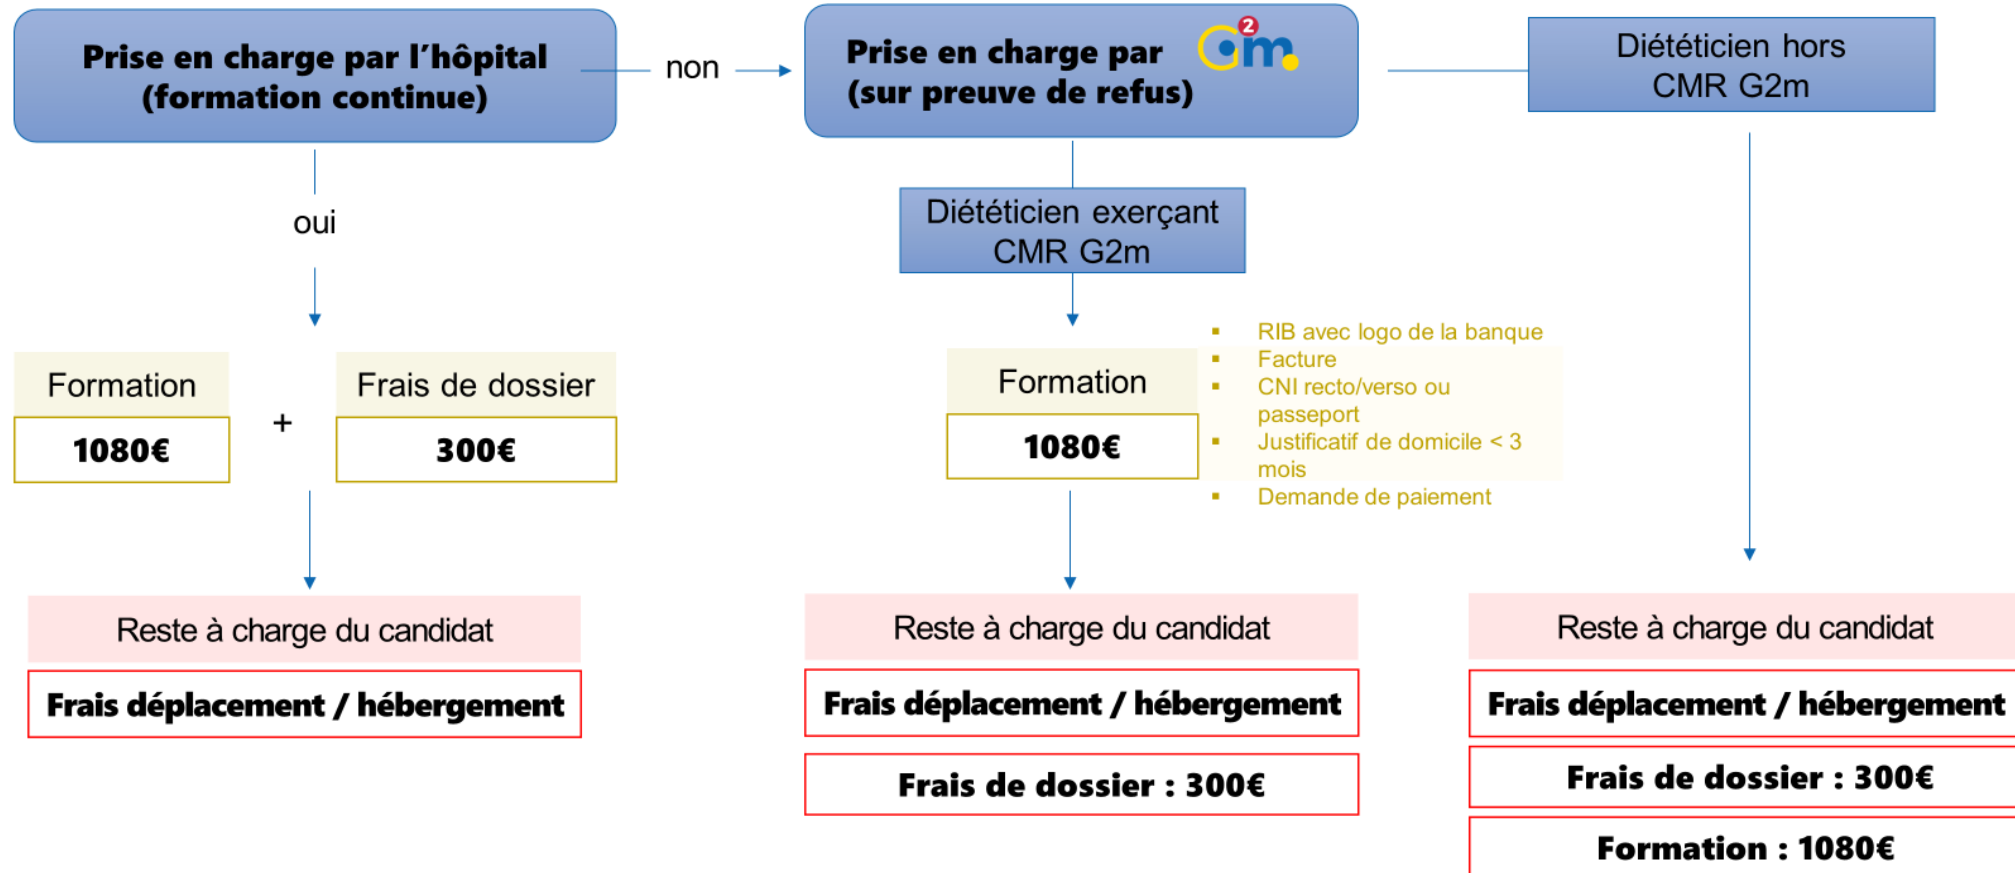 Prise en charge par l’hôpital
(formation continue)
non
Prise en charge par
(sur preuve de refus)
G2m
Diététicien hors
CMR G2m
oui
Diététicien exerçant
CMR G2m
Formation
1080€
+
Frais de dossier
300€
Formation
1080€
▪ RIB avec logo de la banque
▪ Facture
▪ CNI recto/verso ou
passeport
▪ Justificatif de domicile < 3
mois
▪ Demande de paiement
Reste à charge du candidat
Frais déplacement / hébergement
Reste à charge du candidat
Frais déplacement / hébergement
Frais de dossier : 300€
Reste à charge du candidat
Frais déplacement / hébergement
Frais de dossier : 300€
Formation : 1080€